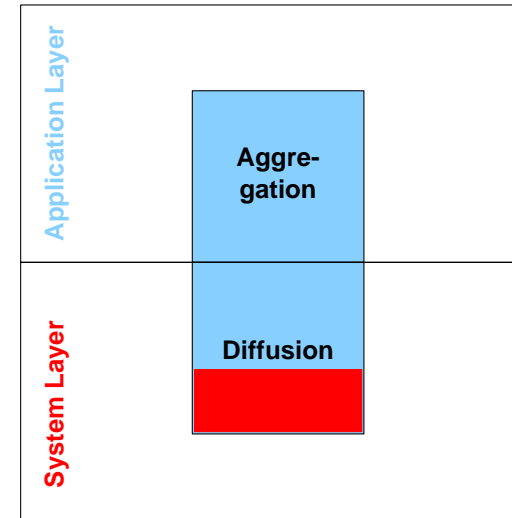 Application Layer
Aggre-
gation
System Layer
Diffusion